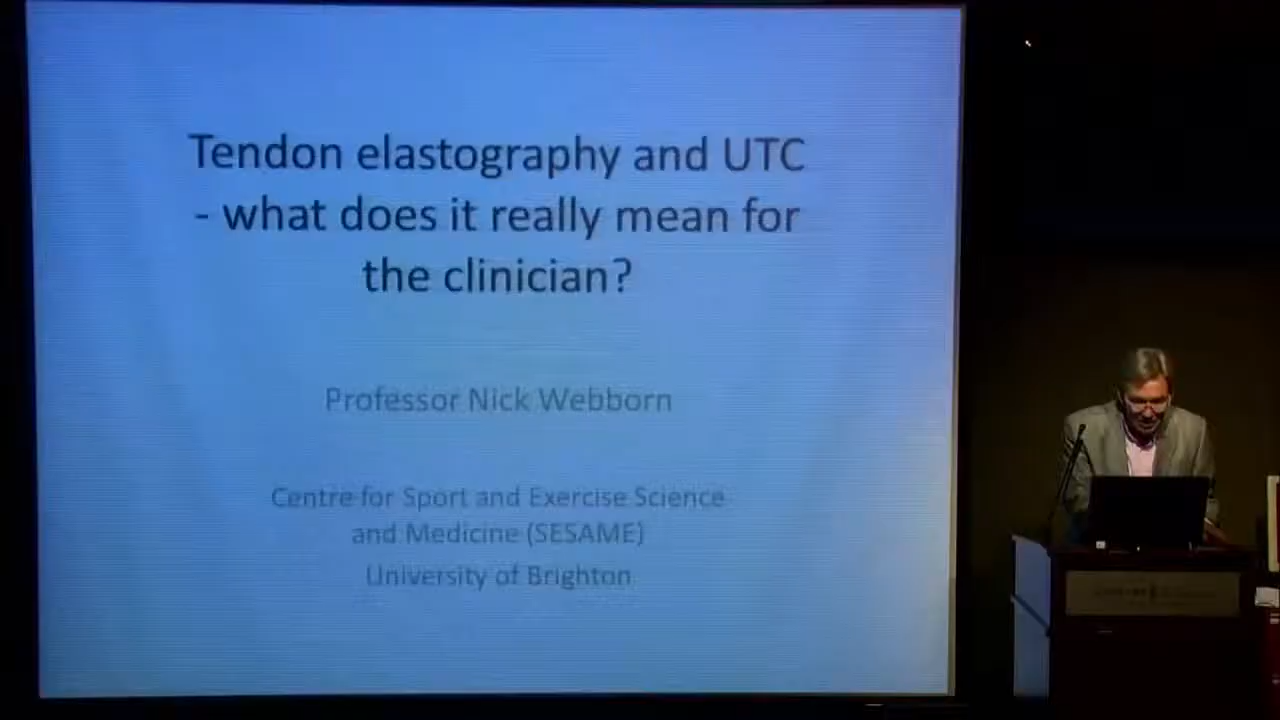 Tendon elastography and UTC
- what does it really mean for
the clinician?
Professor Nick Webborn
Centre for Sport and Exercise Science
and Medicine (SESAME)
University of Brighton